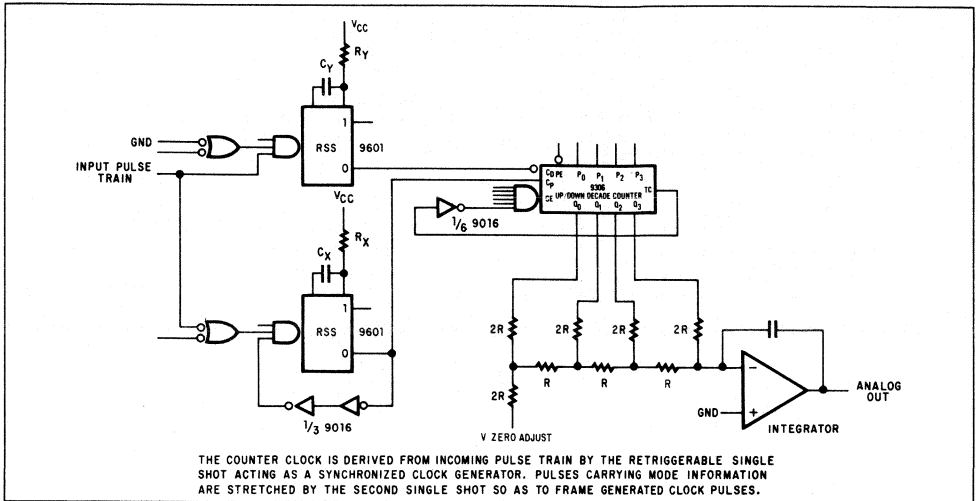 VCC
RY
CY
GND
INPUT PULSE
TRAIN
1
RSS 9601
0
VCC
RX
CX
1
RSS 9601
0
1/3 9016
1/6 9016
CD PE P0 P1 P2 P3
CP 9306 TC
CE UP/DOWN DECADE COUNTER
Q0 Q1 Q2 Q3
2R 2R 2R 2R
R R R
2R
V ZERO ADJUST
− 
GND +
INTEGRATOR
ANALOG
OUT
THE COUNTER CLOCK IS DERIVED FROM INCOMING PULSE TRAIN BY THE RETRIGGERABLE SINGLE
SHOT ACTING AS A SYNCHRONIZED CLOCK GENERATOR. PULSES CARRYING MODE INFORMATION
ARE STRETCHED BY THE SECOND SINGLE SHOT SO AS TO FRAME GENERATED CLOCK PULSES.